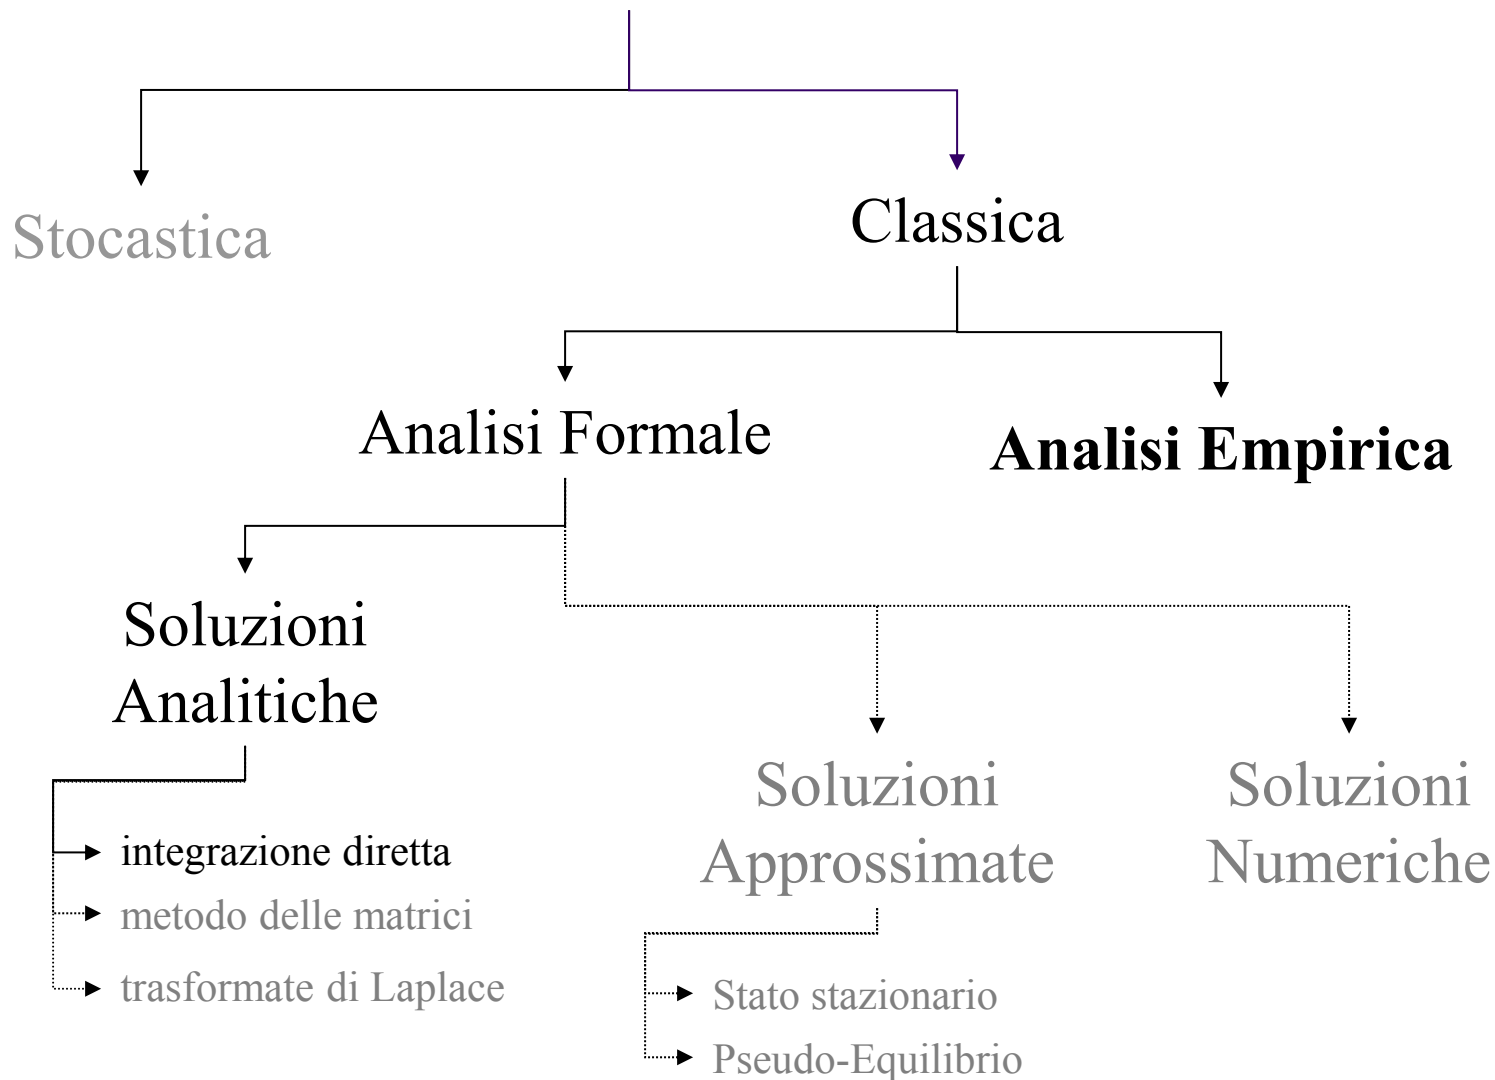 Stocastica
Classica
Analisi Formale
Analisi Empirica
Soluzioni
Analitiche
integrazione diretta
metodo delle matrici
trasformate di Laplace
Soluzioni
Approssimate
Stato stazionario
Pseudo-Equilibrio
Soluzioni
Numeriche